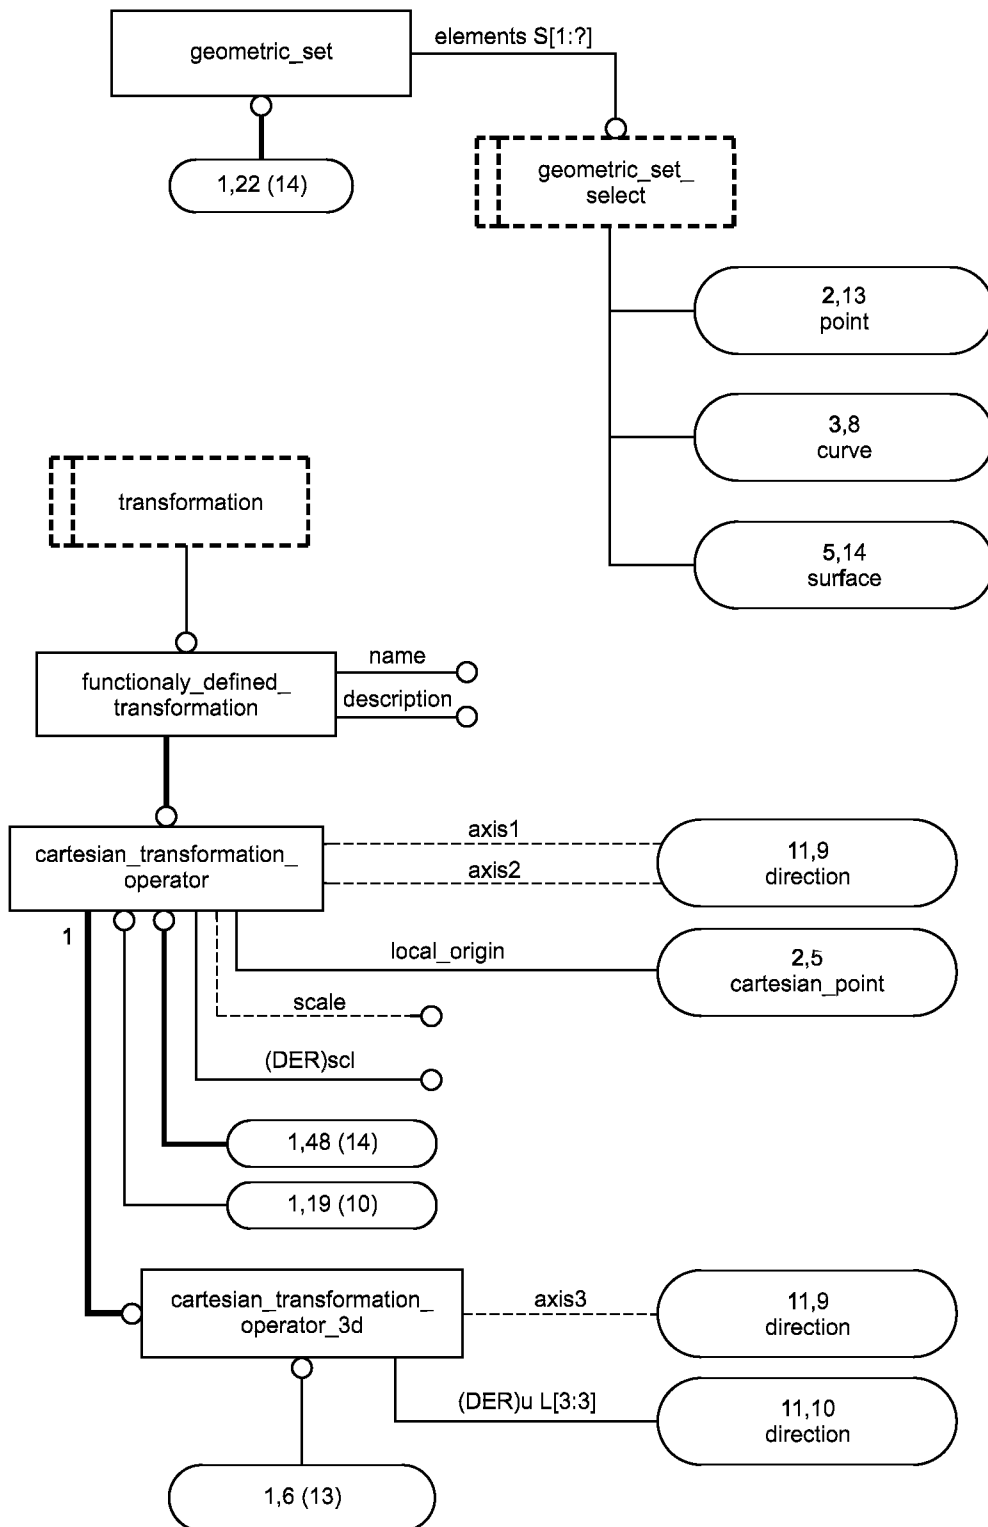 geometric_set
elements S[1:?]
1,22 (14)
geometric_set_
select
2,13
point
3,8
curve
5,14
surface
transformation
functionaly_defined_
transformation
name
description
cartesian_transformation_
operator
axis1
axis2
11,9
direction
1
local_origin
2,5
cartesian_point
scale
(DER)scl
1,48 (14)
1,19 (10)
cartesian_transformation_
operator_3d
axis3
11,9
direction
(DER)u L[3:3]
11,10
direction
1,6 (13)